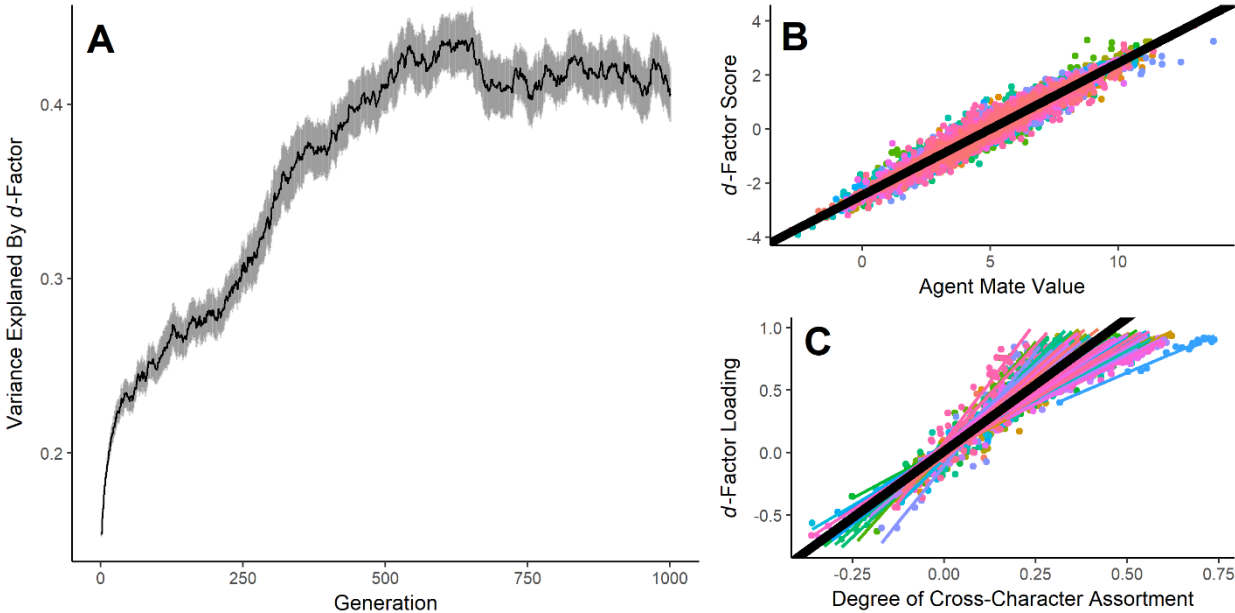 A
Variance Explaned By d-Factor
0.4
0.3
0.2
0
250
500
750
1000
Generation
B
d-Factor Score
4
2
0
-2
-4
0
5
10
Agent Mate Value
C
d-Factor Loading
1.0
0.5
0.0
-0.5
-0.25
0.00
0.25
0.50
0.75
Degree of Cross-Character Assortment